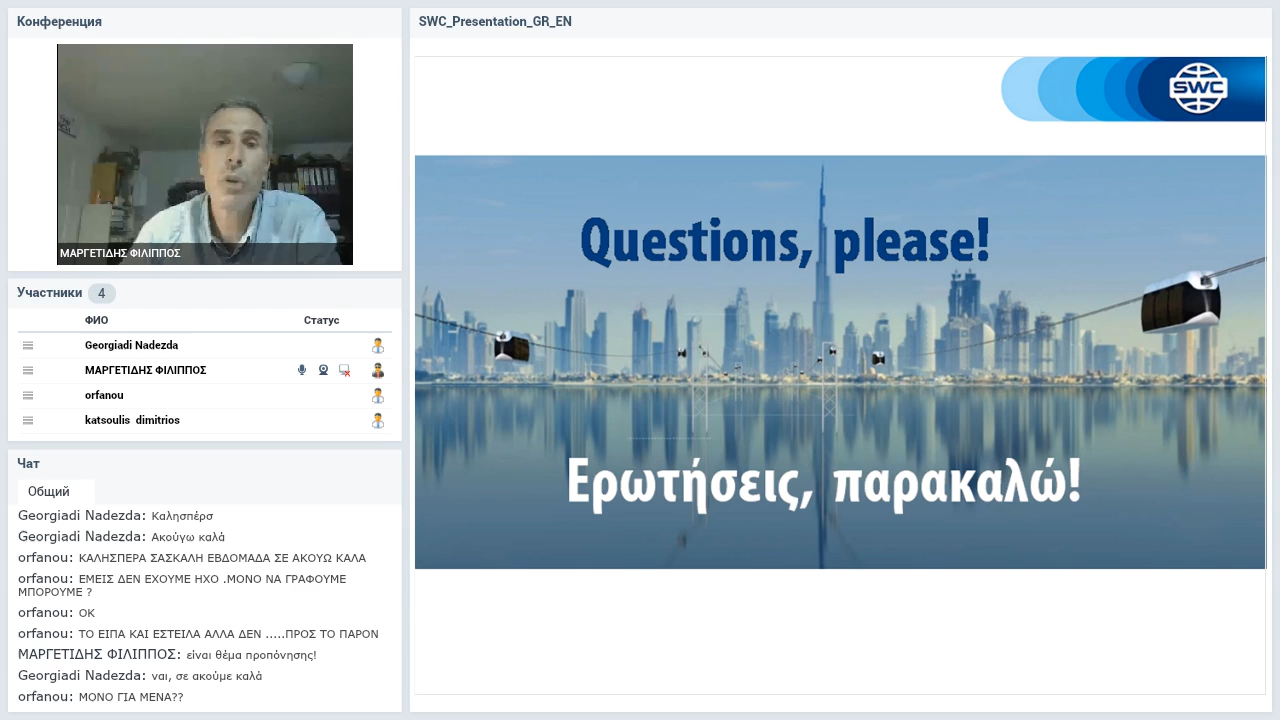 Конференция
ΜΑΡΓΕΤΙΔΗΣ ΦΙΛΙΠΠΟΣ
Участники 4
ФИО Статус
Georgiadi Nadezda
ΜΑΡΓΕΤΙΔΗΣ ΦΙΛΙΠΠΟΣ
orfanou
katsoulis dimitrios
Чат
Общий
Georgiadi Nadezda: Καλησπέρσ
Georgiadi Nadezda: Ακούγω καλά
orfanou: ΚΑΛΗΣΠΕΡΑ ΣΑΣΚΑΛΗ ΕΒΔΟΜΑΔΑ ΣΕ ΑΚΟΥΩ ΚΑΛΑ
orfanou: ΕΜΕΙΣ ΔΕΝ ΕΧΟΥΜΕ ΗΧΟ .ΜΟΝΟ ΝΑ ΓΡΑΦΟΥΜΕ
ΜΠΟΡΟΥΜΕ ?
orfanou: ΟΚ
orfanou: ΤΟ ΕΙΠΑ ΚΑΙ ΕΣΤΕΙΛΑ ΑΛΛΑ ΔΕΝ .....ΠΡΟΣ ΤΟ ΠΑΡΟΝ
ΜΑΡΓΕΤΙΔΗΣ ΦΙΛΙΠΠΟΣ: είναι θέμα προπόνησης!
Georgiadi Nadezda: ναι, σε ακούμε καλά
orfanou: ΜΟΝΟ ΓΙΑ ΜΕΝΑ??
SWC_Presentation_GR_EN
SWC
Questions, please!
Ερωτήσεις, παρακαλώ!